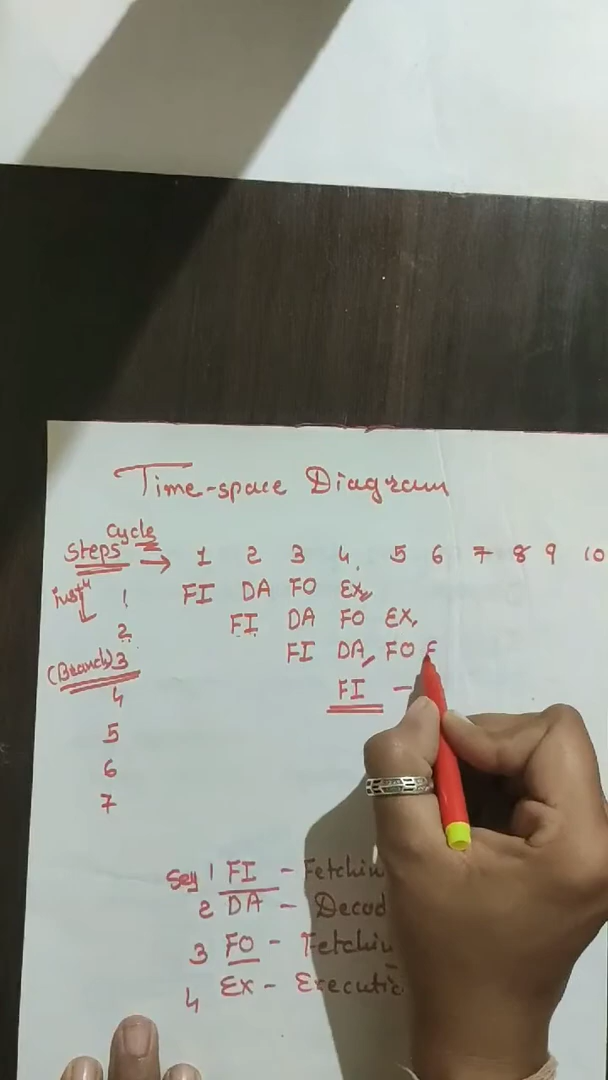 Time-space Diagram
Cycle
Steps → 1 2 3 4 5 6 7 8 9 10
1 FI DA FO EX
2 FI DA FO EX
(Branch) 3 FI DA FO E
4 FI -
5
6
7
Seg 1 FI - Fetchin
2 DA - Decod
3 FO - Fetchin
4 EX - Executio